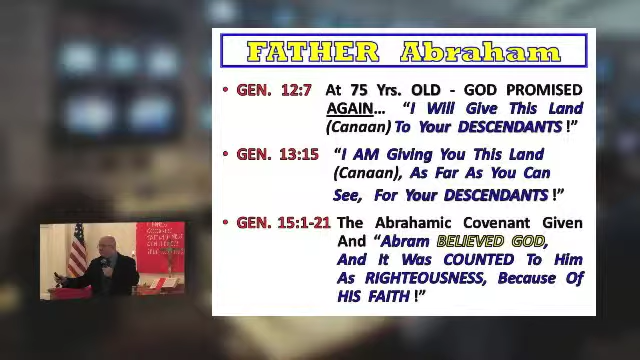 FATHER Abraham
• GEN. 12:7 At 75 Yrs. OLD - GOD PROMISED
AGAIN... “I Will Give This Land
(Canaan) To Your DESCENDANTS !”
• GEN. 13:15 “I AM Giving You This Land
(Canaan), As Far As You Can
See, For Your DESCENDANTS !”
• GEN. 15:1-21 The Abrahamic Covenant Given
And “Abram BELIEVED GOD,
And It Was COUNTED To Him
As RIGHTEOUSNESS, Because Of
HIS FAITH !”